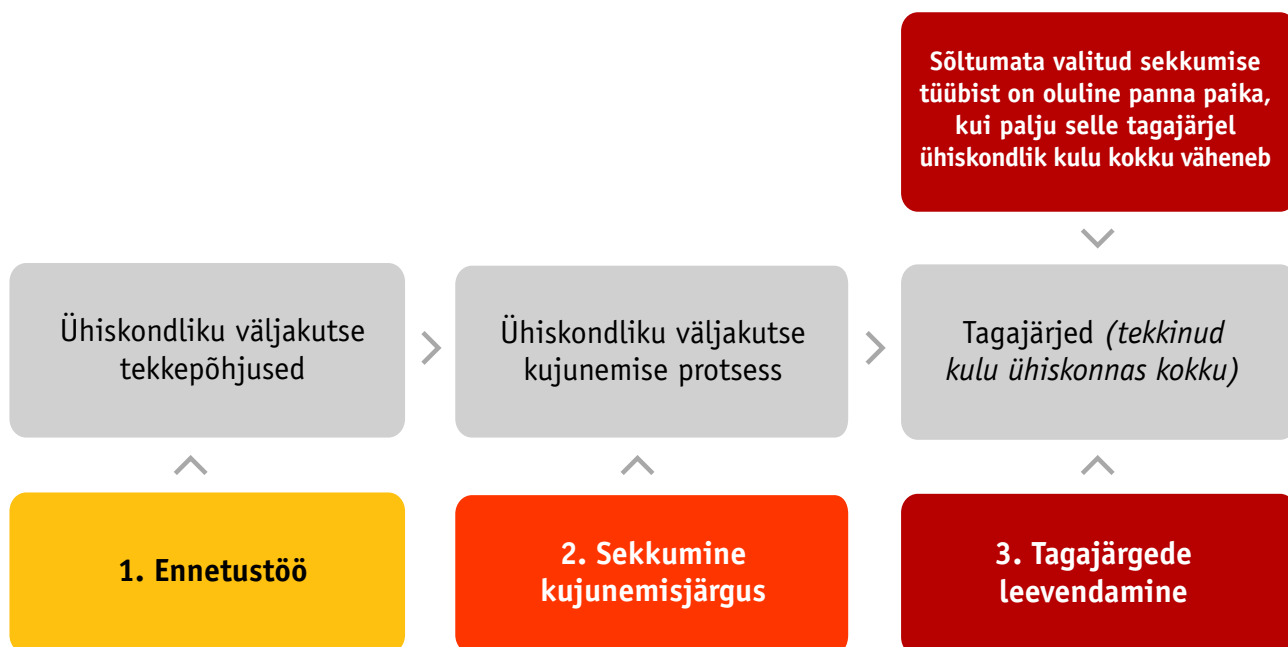 Sõltumata valitud sekkumise
tüübist on oluline panna paika,
kui palju selle tagajärjel
ühiskondlik kulu kokku väheneb
Ühiskondliku väljakutse
tekkepõhjused
Ühiskondliku väljakutse
kujunemise protsess
Tagajärjed (tekkinud
kulu ühiskonnas kokku)
1. Ennetustöö
2. Sekkumine
kujunemisjärgus
3. Tagajärgede
leevendamine